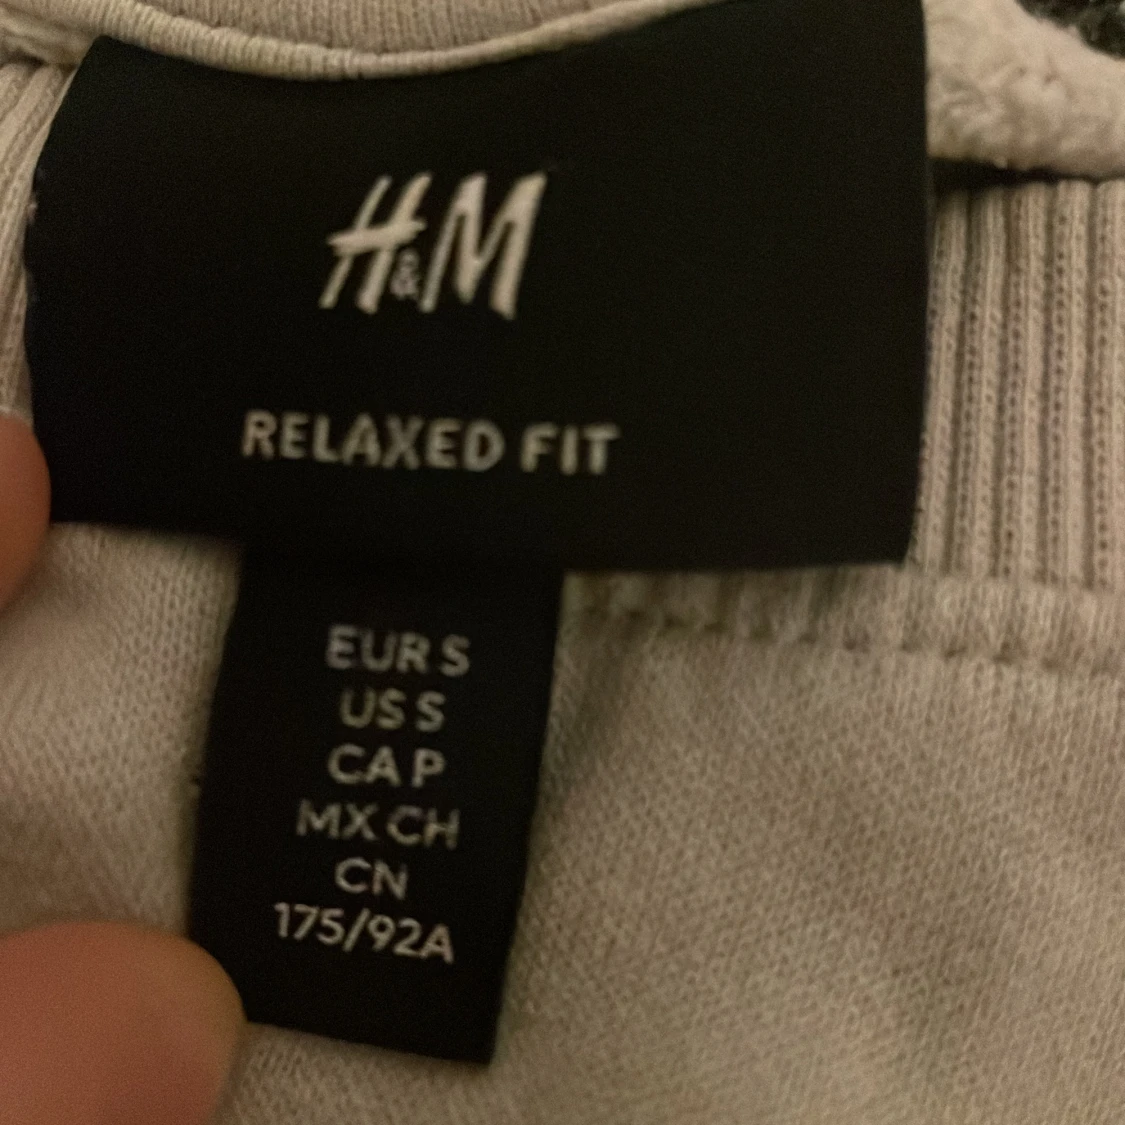 H&M
RELAXED FIT
EUR S
US S
CA P
MX CH
CN
175/92A